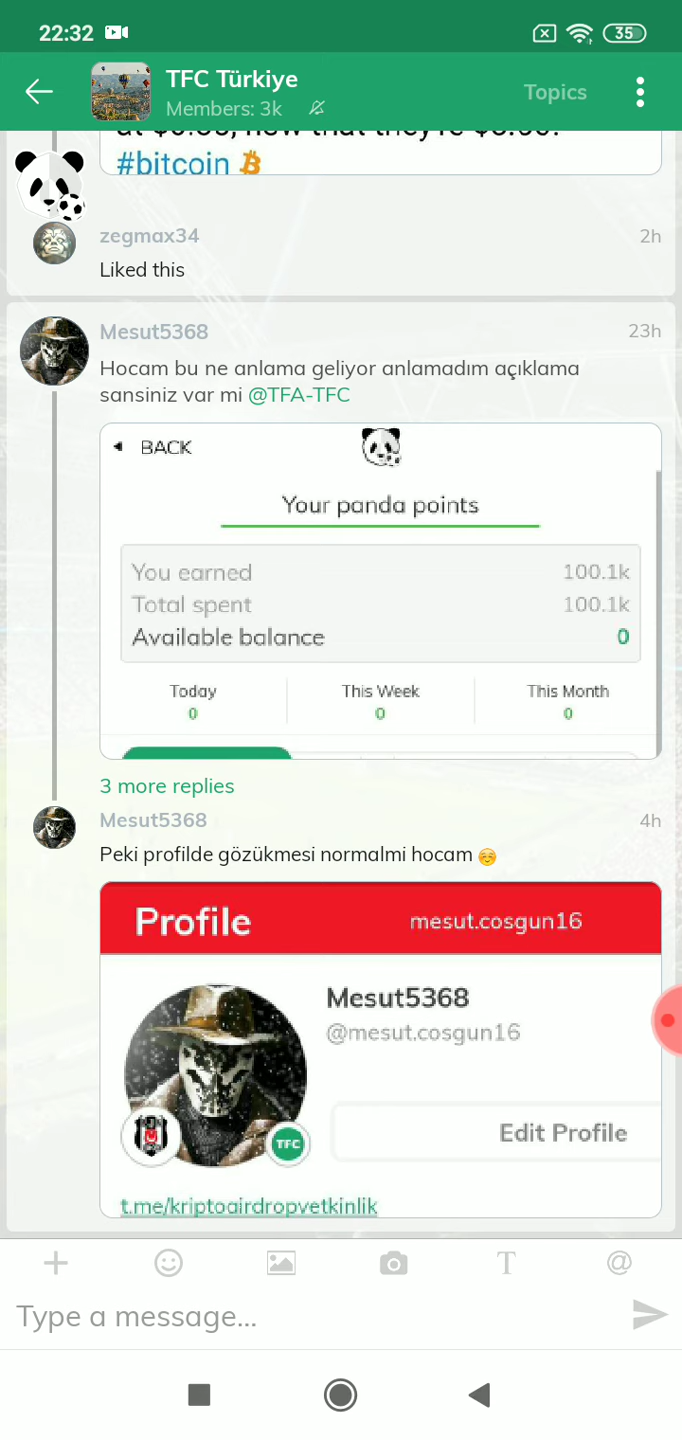 22:32
35
TFC Türkiye
Members: 3k
Topics
#bitcoin
zegmax34
2h
Liked this
Mesut5368
23h
Hocam bu ne anlama geliyor anlamadım açıklama
sansiniz var mi @TFA-TFC
BACK
Your panda points
You earned
100.1k
Total spent
100.1k
Available balance
0
Today
This Week
This Month
0
0
0
3 more replies
Mesut5368
4h
Peki profilde gözükmesi normalmi hocam
Profile
mesut.cosgun16
Mesut5368
@mesut.cosgun16
TFC
Edit Profile
t.me/kriptoairdropvetkinlik
T
@
Type a message...